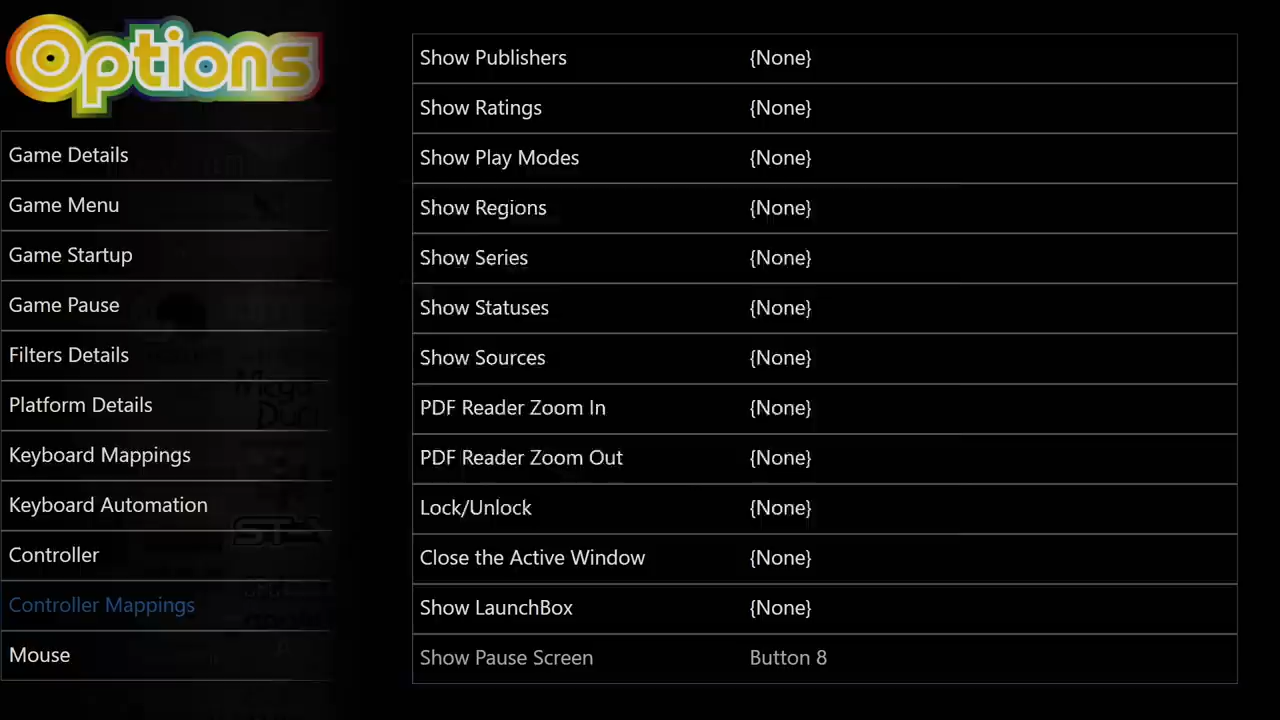 Options
Game Details
Game Menu
Game Startup
Game Pause
Filters Details
Platform Details
Keyboard Mappings
Keyboard Automation
Controller
Controller Mappings
Mouse
Show Publishers {None}
Show Ratings {None}
Show Play Modes {None}
Show Regions {None}
Show Series {None}
Show Statuses {None}
Show Sources {None}
PDF Reader Zoom In {None}
PDF Reader Zoom Out {None}
Lock/Unlock {None}
Close the Active Window {None}
Show LaunchBox {None}
Show Pause Screen Button 8